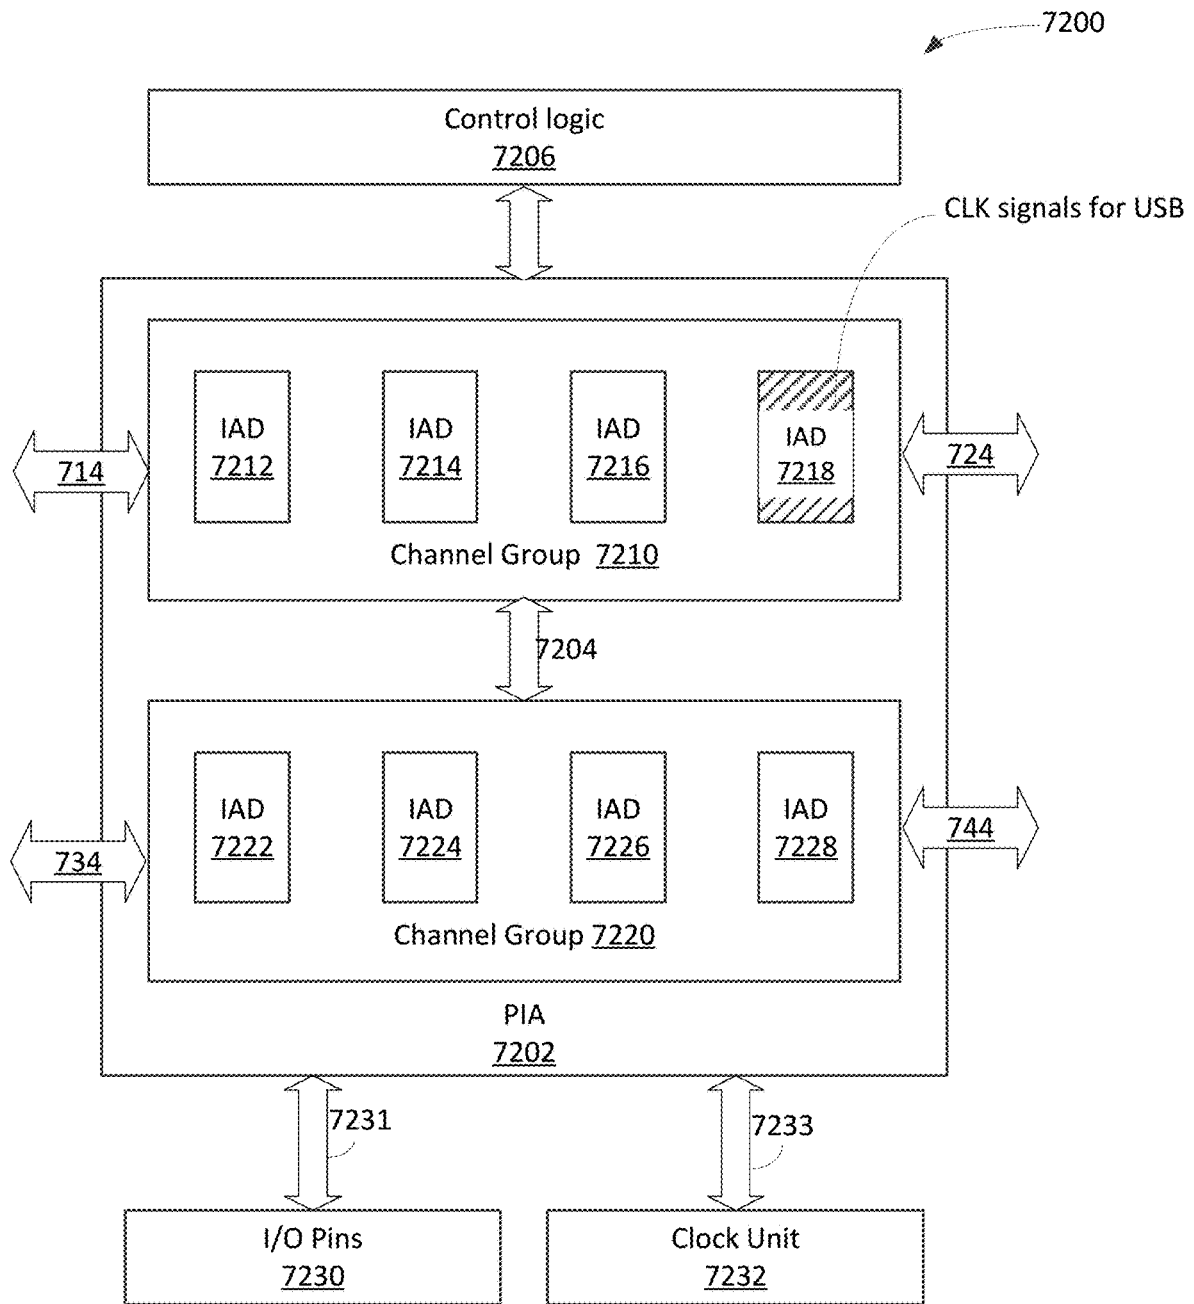 7200
Control logic
7206
CLK signals for USB
IAD
7212
IAD
7214
IAD
7216
IAD
7218
714
724
Channel Group 7210
7204
IAD
7222
IAD
7224
IAD
7226
IAD
7228
734
744
Channel Group 7220
PIA
7202
7231
7233
I/O Pins
7230
Clock Unit
7232